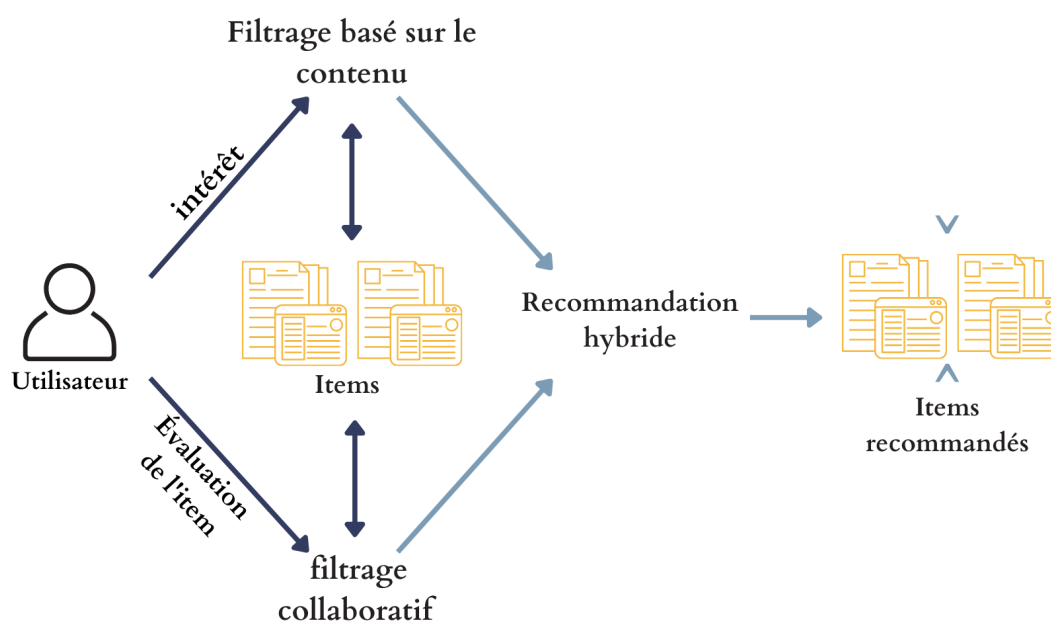 Filtrage basé sur le
contenu
intérêt
Utilisateur
Items
Évaluation
de l'item
filtrage
collaboratif
Recommandation
hybride
Items
recommandés